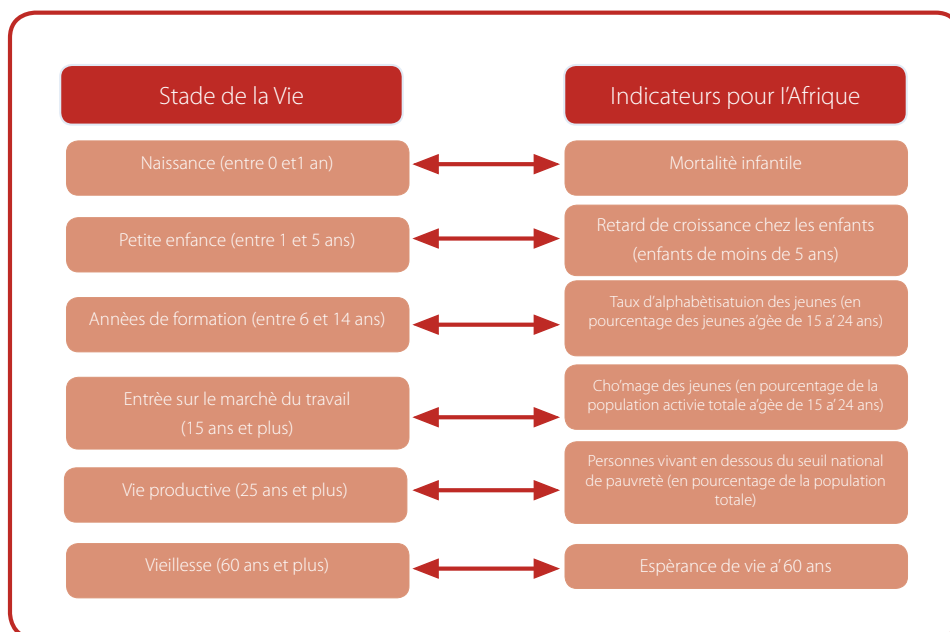 Stade de la Vie
Indicateurs pour l'Afrique
Naissance (entre 0 et1 an)
Mortalitè infantile
Petite enfance (entre 1 et 5 ans)
Retard de croissance chez les enfants
(enfants de moins de 5 ans)
Annèes de formation (entre 6 et 14 ans)
Taux d'alphabètisatuion des jeunes (en
pourcentage des jeunes a'gèe de 15 a' 24 ans)
Entrèe sur le marchè du travail
(15 ans et plus)
Cho'mage des jeunes (en pourcentage de la
population activie totale a'gèe de 15 a' 24 ans)
Vie productive (25 ans et plus)
Personnes vivant en dessous du seuil national
de pauvretè (en pourcentage de la population
totale)
Vieillesse (60 ans et plus)
Espèrance de vie a' 60 ans